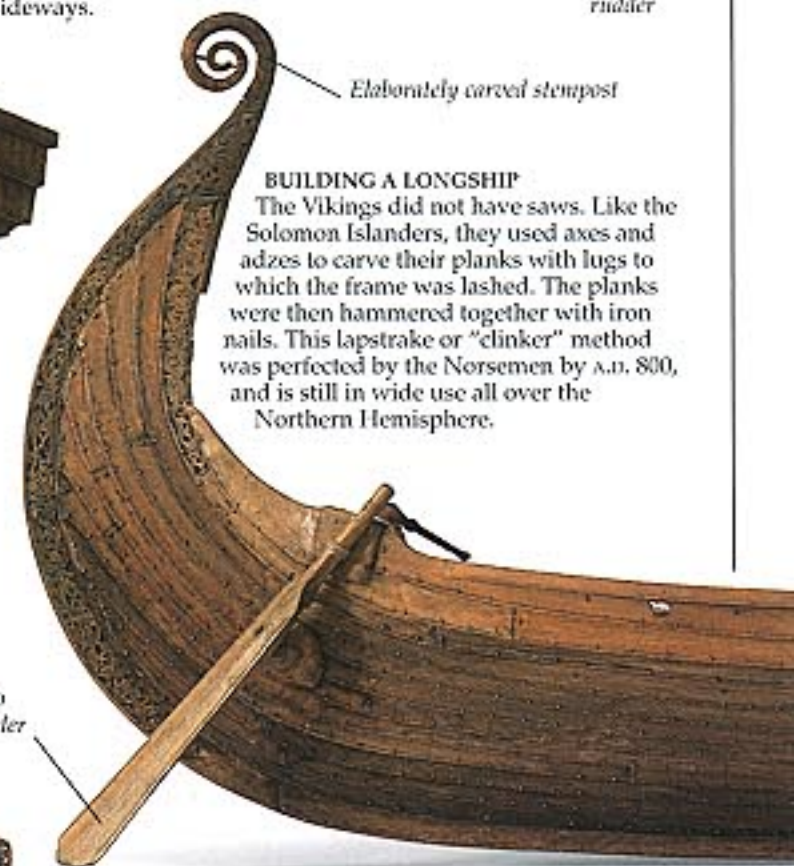 ideways.
rudder
Elaborately carved stempost
BUILDING A LONGSHIP
The Vikings did not have saws. Like the
Solomon Islanders, they used axes and
adzes to carve their planks with lugs to
which the frame was lashed. The planks
were then hammered together with iron
nails. This lapstrake or “clinker” method
was perfected by the Norsemen by A.D. 800,
and is still in wide use all over the
Northern Hemisphere.